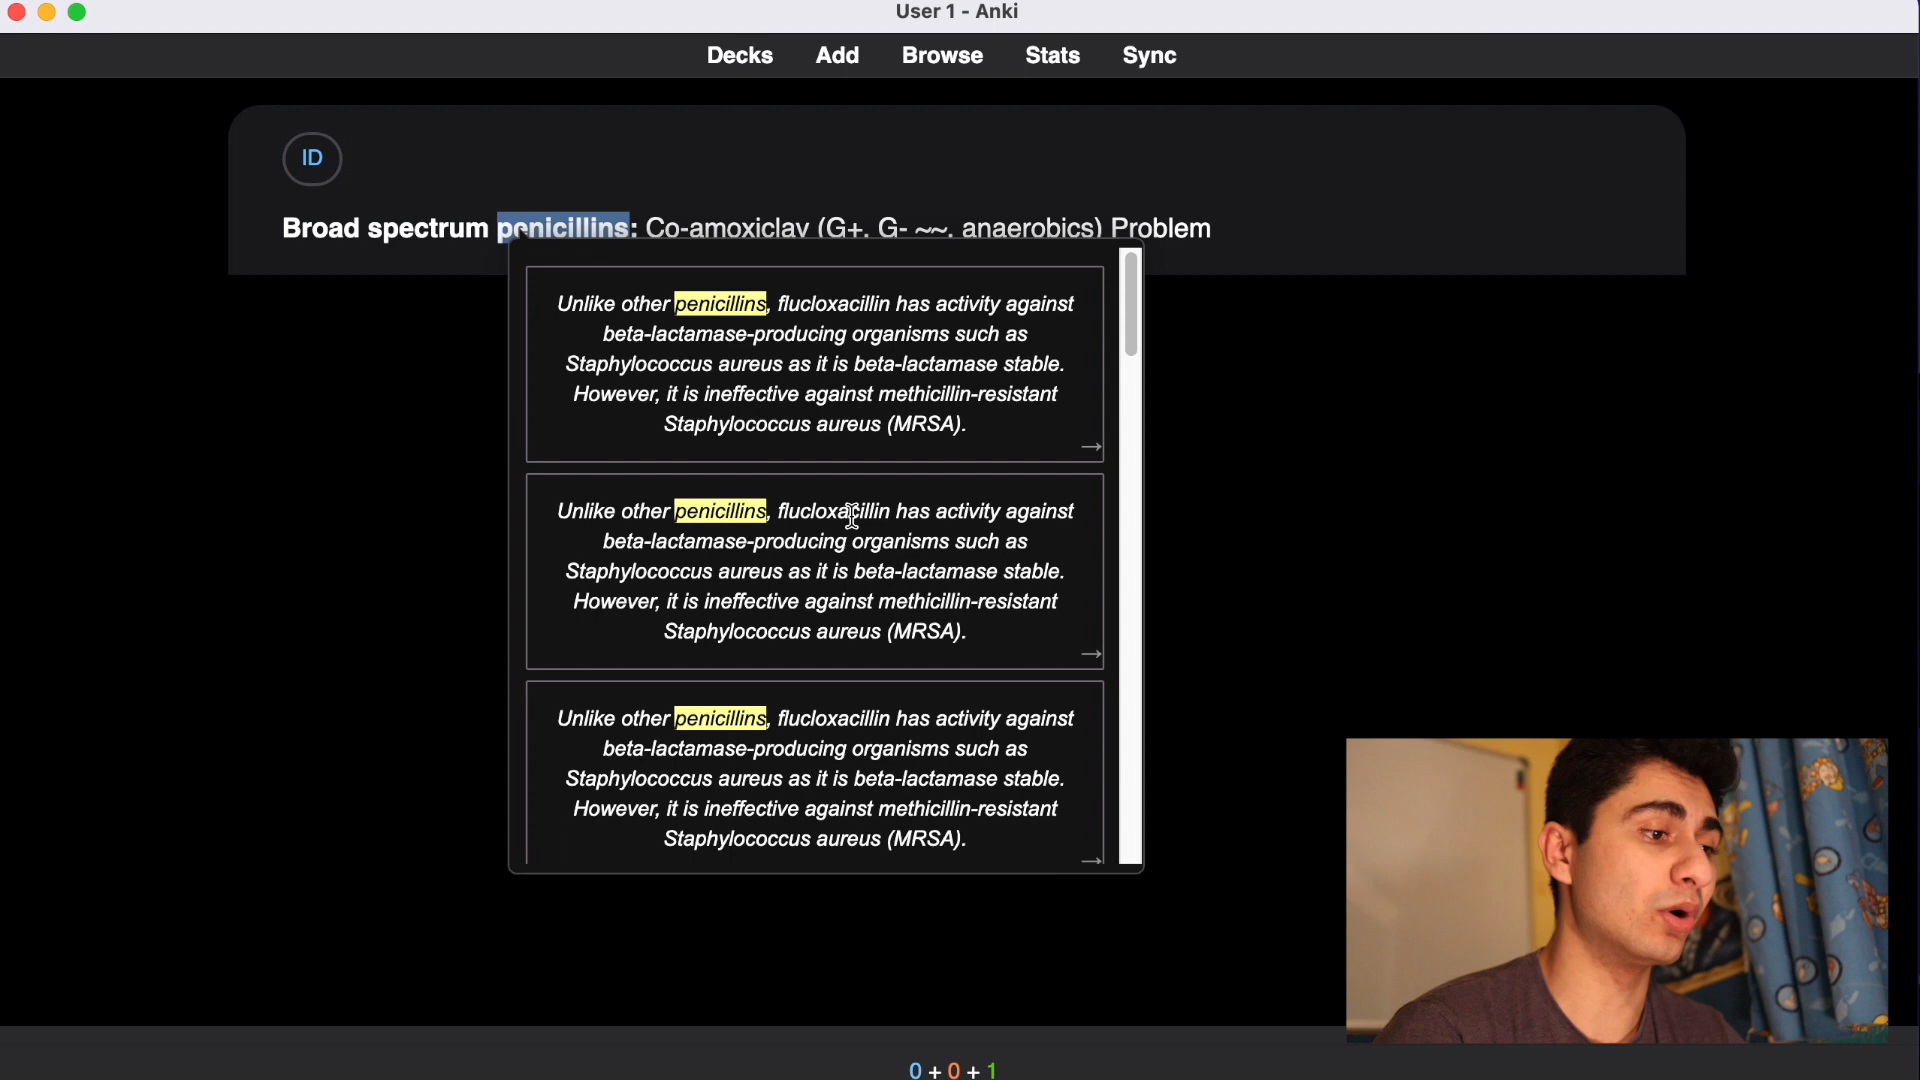 User 1 - Anki
Decks Add Browse Stats Sync
ID
Broad spectrum penicillins: Co-amoxiclav (G+, G- ~~, anaerobics) Problem
Unlike other penicillins, flucloxacillin has activity against
beta-lactamase-producing organisms such as
Staphylococcus aureus as it is beta-lactamase stable.
However, it is ineffective against methicillin-resistant
Staphylococcus aureus (MRSA).
→
Unlike other penicillins, flucloxacillin has activity against
beta-lactamase-producing organisms such as
Staphylococcus aureus as it is beta-lactamase stable.
However, it is ineffective against methicillin-resistant
Staphylococcus aureus (MRSA).
→
Unlike other penicillins, flucloxacillin has activity against
beta-lactamase-producing organisms such as
Staphylococcus aureus as it is beta-lactamase stable.
However, it is ineffective against methicillin-resistant
Staphylococcus aureus (MRSA).
→
0 + 0 + 1